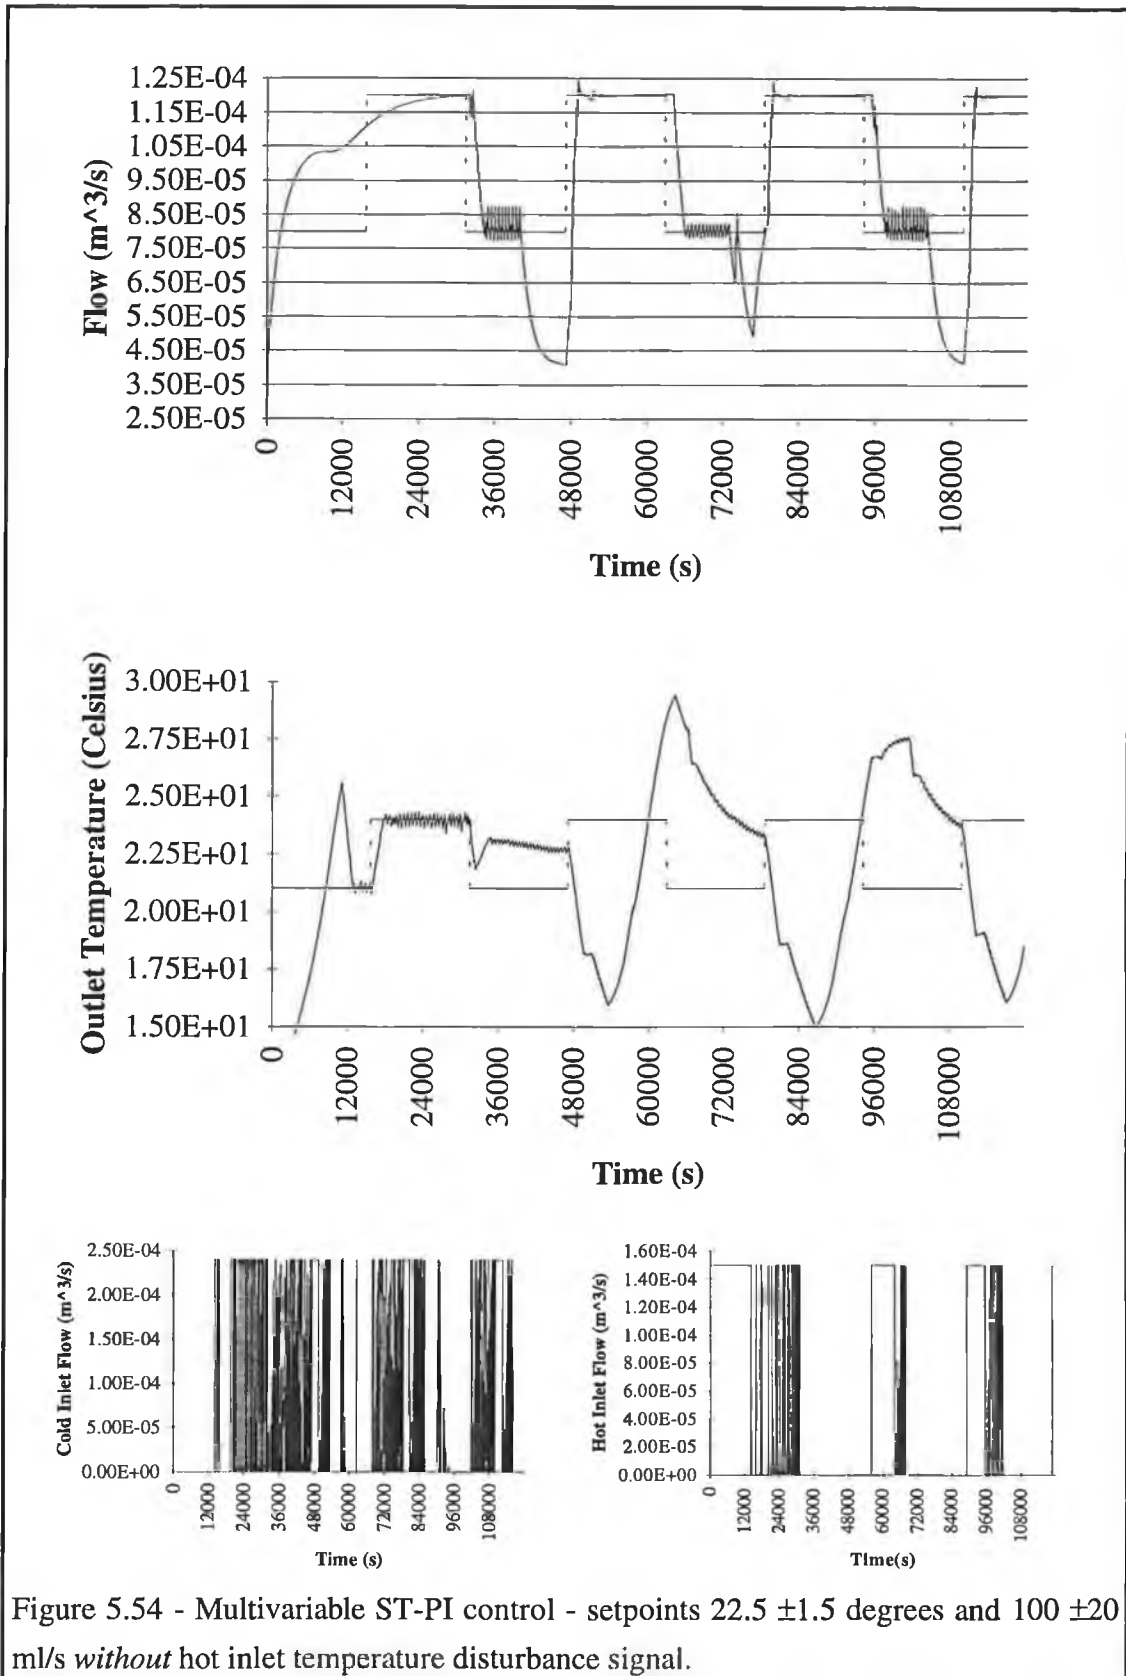 1.25E-04
1.15E-04
1.05E-04
9.50E-05
8.50E-05
7.50E-05
6.50E-05
5.50E-05
4.50E-05
3.50E-05
2.50E-05
Flow (m^3/s)
0
12000
24000
36000
48000
60000
72000
84000
96000
108000
Time (s)
3.00E+01
2.75E+01
2.50E+01
2.25E+01
2.00E+01
1.75E+01
1.50E+01
Outlet Temperature (Celsius)
0
12000
24000
36000
48000
60000
72000
84000
96000
108000
Time (s)
2.50E-04
2.00E-04
1.50E-04
1.00E-04
5.00E-05
0.00E+00
Cold Inlet Flow (m^3/s)
0
12000
24000
36000
48000
60000
72000
84000
96000
108000
Time (s)
1.60E-04
1.40E-04
1.20E-04
1.00E-04
8.00E-05
6.00E-05
4.00E-05
2.00E-05
0.00E+00
Hot Inlet Flow (m^3/s)
0
12000
24000
36000
48000
60000
72000
84000
96000
108000
Time(s)
Figure 5.54 - Multivariable ST-PI control - setpoints 22.5 ±1.5 degrees and 100 ±20
ml/s without hot inlet temperature disturbance signal.